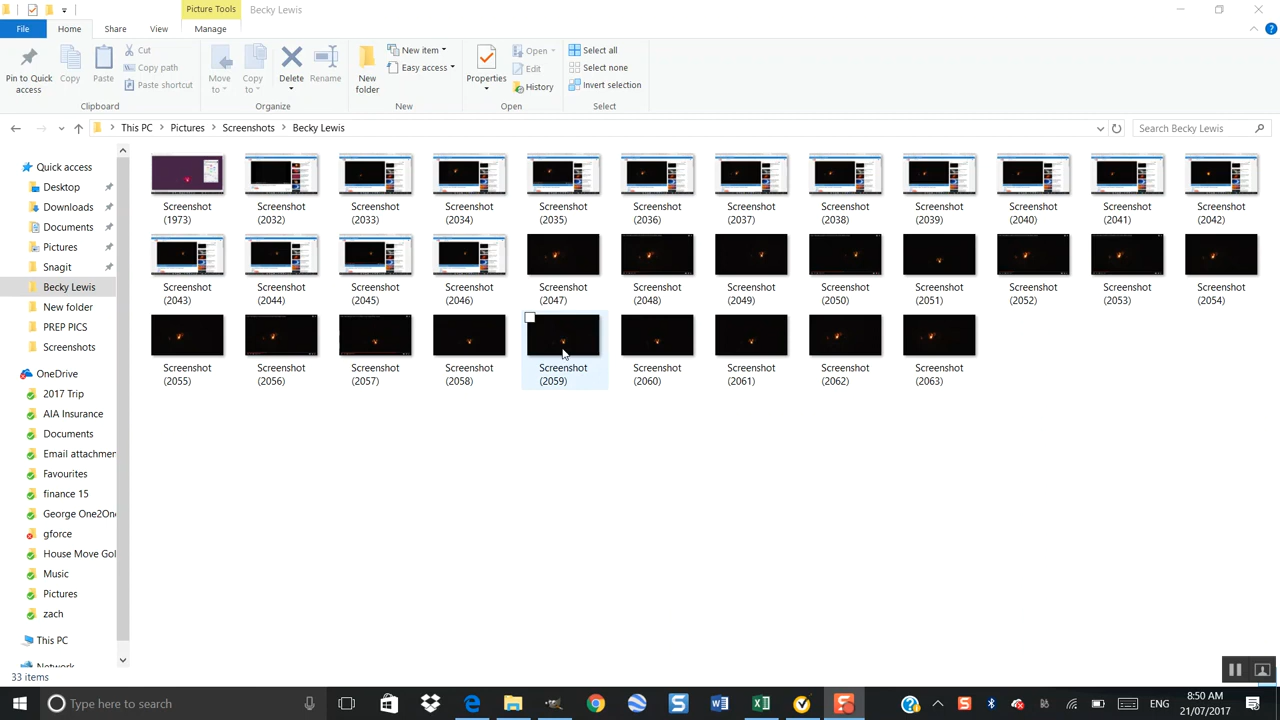 Picture Tools
Becky Lewis
File
Home
Share
View
Manage
Pin to Quick
access
Copy
Paste
Cut
Copy path
Paste shortcut
Clipboard
Move
to
Copy
to
Delete
Rename
Organize
New
folder
New item
Easy access
New
Properties
Open
Edit
History
Open
Select all
Select none
Invert selection
Select
This PC
Pictures
Screenshots
Becky Lewis
Search Becky Lewis
Quick access
Desktop
Downloads
Documents
Pictures
Snagit
Becky Lewis
New folder
PREP PICS
Screenshots
OneDrive
2017 Trip
AIA Insurance
Documents
Email attachmen
Favourites
finance 15
George One2On
gforce
House Move Gol
Music
Pictures
zach
This PC
Network
Screenshot
(1973)
Screenshot
(2032)
Screenshot
(2033)
Screenshot
(2034)
Screenshot
(2035)
Screenshot
(2036)
Screenshot
(2037)
Screenshot
(2038)
Screenshot
(2039)
Screenshot
(2040)
Screenshot
(2041)
Screenshot
(2042)
Screenshot
(2043)
Screenshot
(2044)
Screenshot
(2045)
Screenshot
(2046)
Screenshot
(2047)
Screenshot
(2048)
Screenshot
(2049)
Screenshot
(2050)
Screenshot
(2051)
Screenshot
(2052)
Screenshot
(2053)
Screenshot
(2054)
Screenshot
(2055)
Screenshot
(2056)
Screenshot
(2057)
Screenshot
(2058)
Screenshot
(2059)
Screenshot
(2060)
Screenshot
(2061)
Screenshot
(2062)
Screenshot
(2063)
33 items
Type here to search
ENG
8:50 AM
21/07/2017